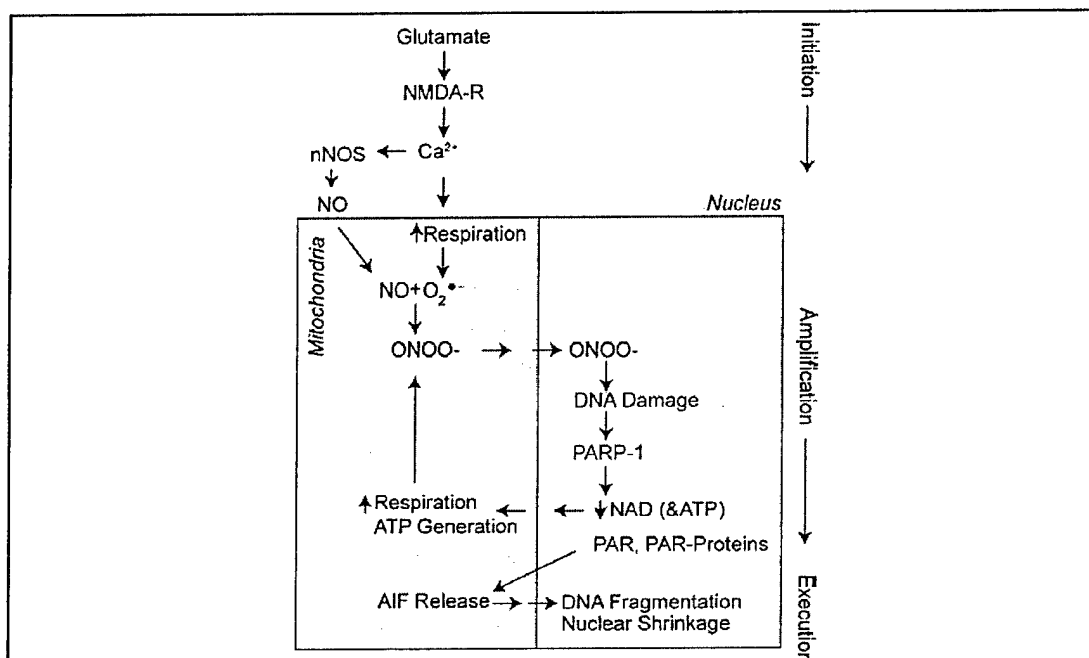 Glutamate
NMDA-R
nNOS ← Ca²⁺
NO
Nucleus
Mitochondria
↑Respiration
NO+O₂•-
ONOO-
ONOO-
DNA Damage
PARP-1
↑Respiration
ATP Generation
↓NAD (&ATP)
PAR, PAR-Proteins
AIF Release
DNA Fragmentation
Nuclear Shrinkage
Initiation
Amplification
Execution